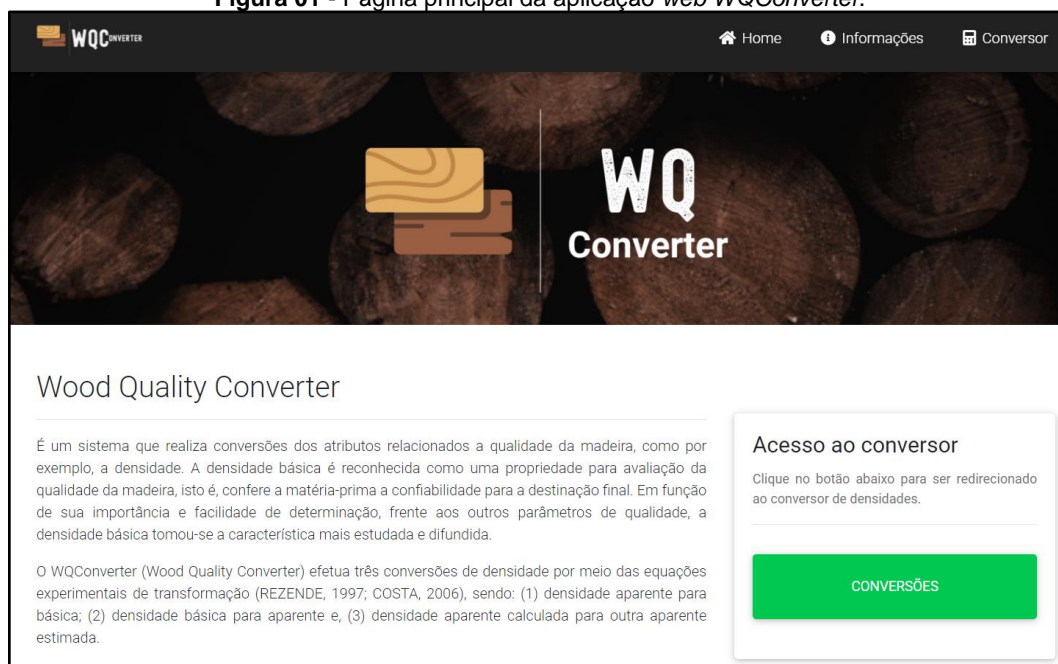 Figura 01 - Página principal da aplicação web WQConverter.
WQCONVERTER
Home
Informações
Conversor
WQ
Converter
Wood Quality Converter
É um sistema que realiza conversões dos atributos relacionados a qualidade da madeira, como por
exemplo, a densidade. A densidade básica é reconhecida como uma propriedade para avaliação da
qualidade da madeira, isto é, confere a matéria-prima a confiabilidade para a destinação final. Em função
de sua importância e facilidade de determinação, frente aos outros parâmetros de qualidade, a
densidade básica tomou-se a característica mais estudada e difundida.
O WQConverter (Wood Quality Converter) efetua três conversões de densidade por meio das equações
experimentais de transformação (REZENDE, 1997; COSTA, 2006), sendo: (1) densidade aparente para
básica; (2) densidade básica para aparente e, (3) densidade aparente calculada para outra aparente
estimada.
Acesso ao conversor
Clique no botão abaixo para ser redirecionado
ao conversor de densidades.
CONVERSÕES